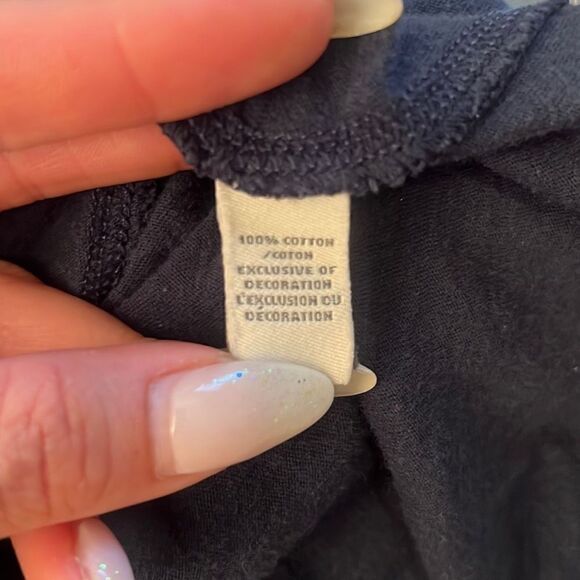 100% COTTON
/COTON
EXCLUSIVE OF
DECORATION
L'EXCLUSION DU
DÉCORATION